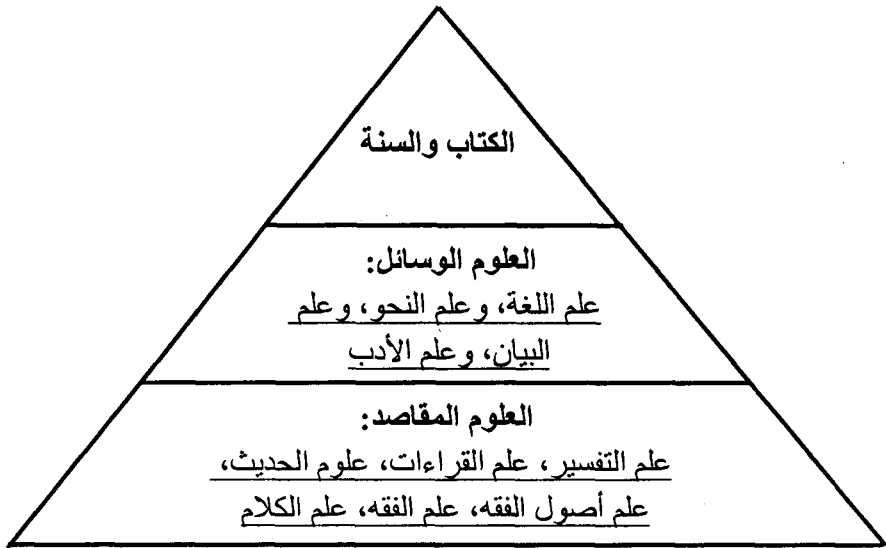 الكتاب والسنة
العلوم الوسائل:
علم اللغة، وعلم النحو، وعلم
البيان، وعلم الأدب
العلوم المقاصد:
علم التفسير، علم القراءات، علوم الحديث،
علم أصول الفقه، علم الفقه، علم الكلام